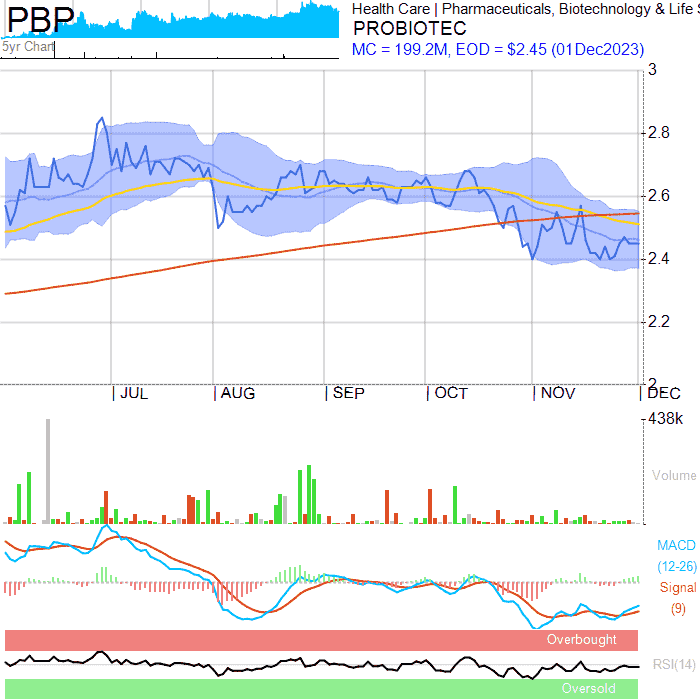 PBP
5yr Chart
Health Care | Pharmaceuticals, Biotechnology & Life
PROBIOTEC
MC = 199.2M, EOD = $2.45 (01Dec2023)
3
2.8
2.6
2.4
2.2
2
JUL AUG SEP OCT NOV DEC
438k
Volume
MACD
(12-26)
Signal
(9)
Overbought
RSI(14)
Oversold